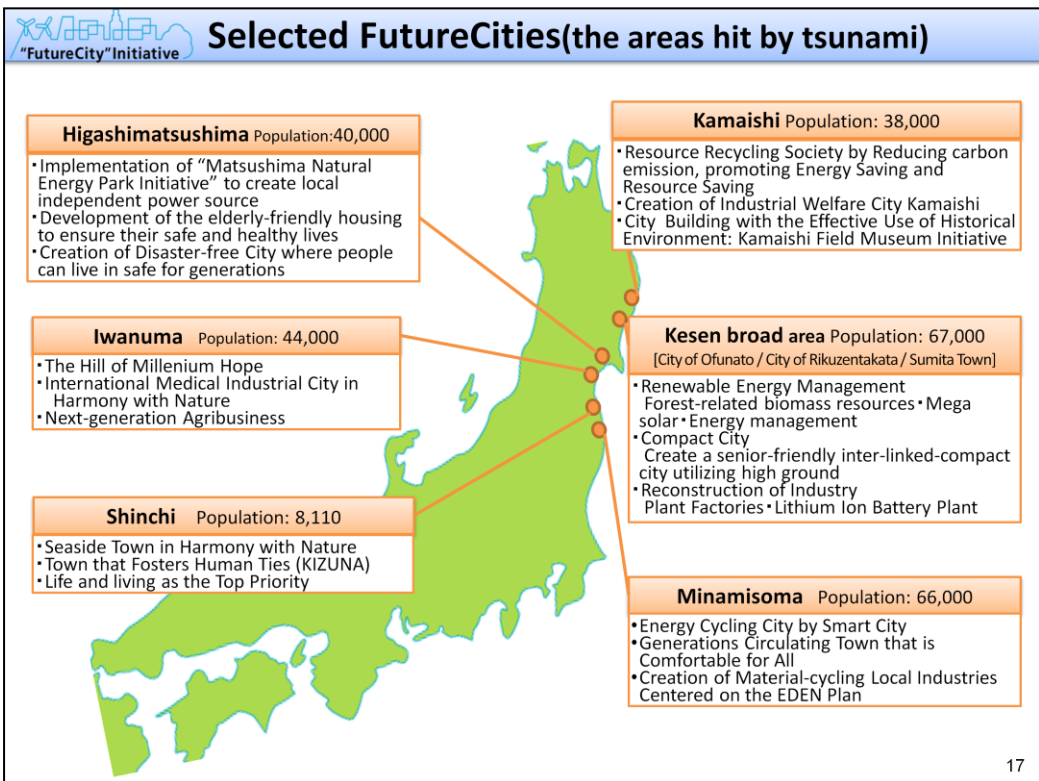 "FutureCity"Initiative
Selected FutureCities(the areas hit by tsunami)
Higashimatsushima Population:40,000
・Implementation of "Matsushima Natural
Energy Park Initiative" to create local
independent power source
・Development of the elderly-friendly housing
to ensure their safe and healthy lives
・Creation of Disaster-free City where people
can live in safe for generations
Iwanuma Population: 44,000
・The Hill of Millenium Hope
・International Medical Industrial City in
Harmony with Nature
・Next-generation Agribusiness
Shinchi Population: 8,110
・Seaside Town in Harmony with Nature
・Town that Fosters Human Ties (KIZUNA)
・Life and living as the Top Priority
Kamaishi Population: 38,000
・Resource Recycling Society by Reducing carbon
emission, promoting Energy Saving and
Resource Saving
・Creation of Industrial Welfare City Kamaishi
・City Building with the Effective Use of Historical
Environment: Kamaishi Field Museum Initiative
Kesen broad area Population: 67,000
[City of Ofunato / City of Rikuzentakata / Sumita Town]
・Renewable Energy Management
Forest-related biomass resources・Mega
solar・Energy management
・Compact City
Create a senior-friendly inter-linked-compact
city utilizing high ground
・Reconstruction of Industry
Plant Factories・Lithium Ion Battery Plant
Minamisoma Population: 66,000
•Energy Cycling City by Smart City
•Generations Circulating Town that is
Comfortable for All
•Creation of Material-cycling Local Industries
Centered on the EDEN Plan
17